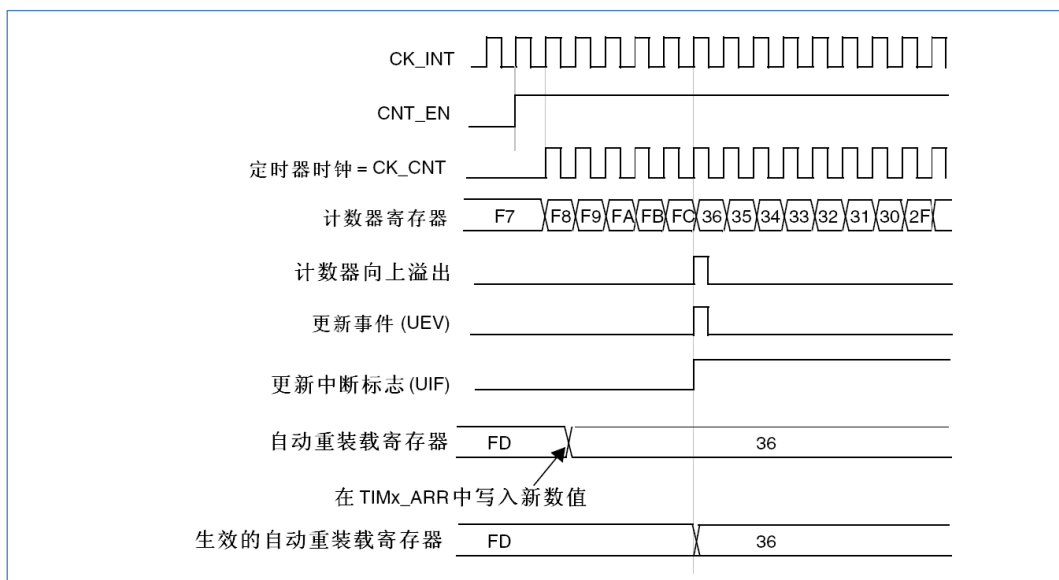 CK_INT
CNT_EN
定时器时钟 = CK_CNT
计数器寄存器 F7 F8 F9 FA FB FC 36 35 34 33 32 31 30 2F
计数器向上溢出
更新事件 (UEV)
更新中断标志 (UIF)
自动重装载寄存器 FD 36
在 TIMx_ARR 中写入新数值
生效的自动重装载寄存器 FD 36